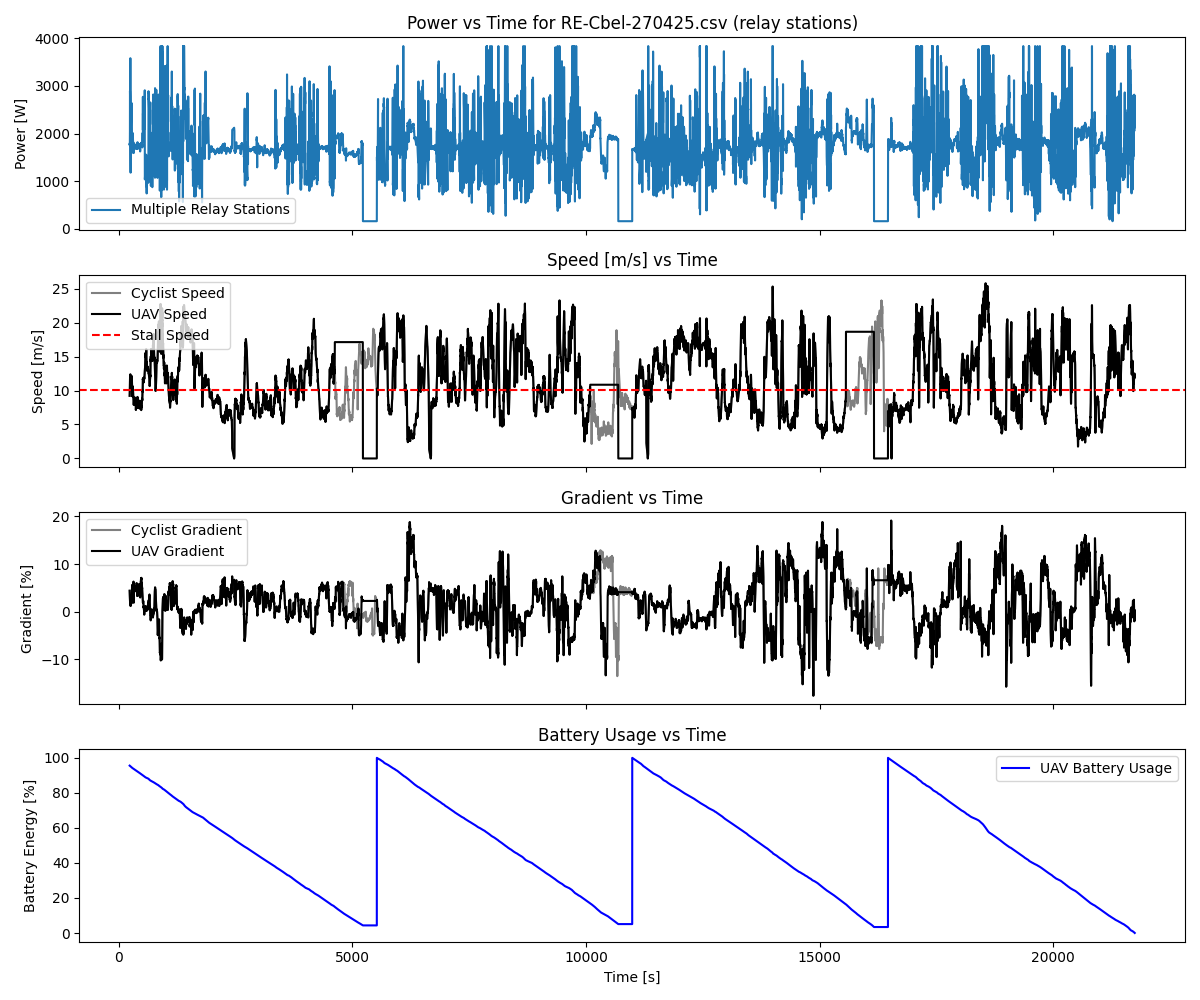 Power vs Time for RE-Cbel-270425.csv (relay stations)
4000
3000
2000
1000
0
Power [W]
Multiple Relay Stations
Speed [m/s] vs Time
25
20
15
10
5
0
Speed [m/s]
Cyclist Speed
UAV Speed
Stall Speed
Gradient vs Time
20
10
0
−10
Gradient [%]
Cyclist Gradient
UAV Gradient
Battery Usage vs Time
100
80
60
40
20
0
Battery Energy [%]
UAV Battery Usage
0 5000 10000 15000 20000
Time [s]